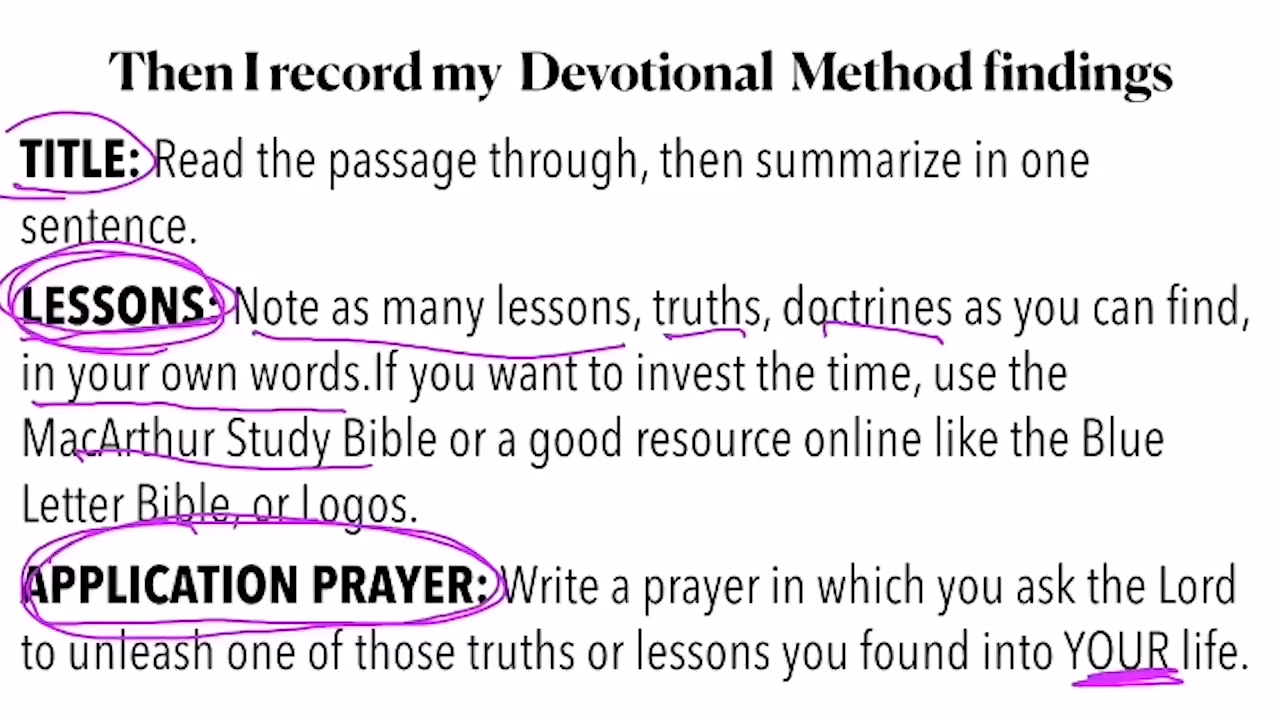 Then I record my Devotional Method findings
TITLE: Read the passage through, then summarize in one
sentence.
LESSONS: Note as many lessons, truths, doctrines as you can find,
in your own words.If you want to invest the time, use the
MacArthur Study Bible or a good resource online like the Blue
Letter Bible, or Logos.
APPLICATION PRAYER: Write a prayer in which you ask the Lord
to unleash one of those truths or lessons you found into YOUR life.